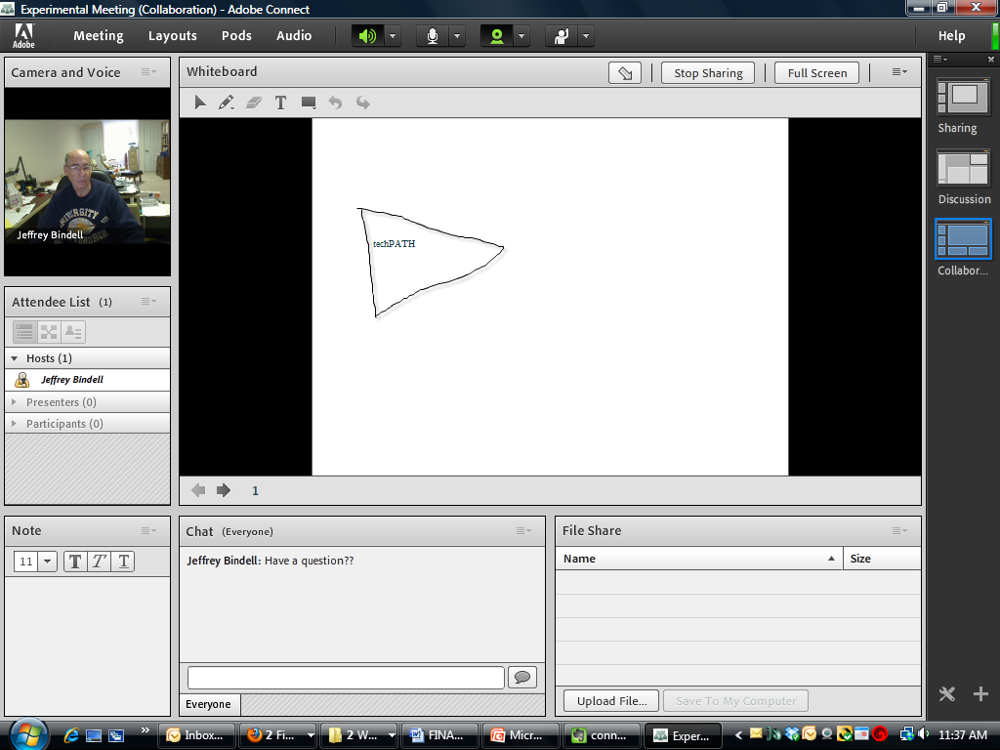 Experimental Meeting (Collaboration) - Adobe Connect
Adobe
Meeting Layouts Pods Audio Help
Camera and Voice
UNIVERSITY OF
Jeffrey Bindell
Attendee List (1)
Hosts (1)
Jeffrey Bindell
Presenters (0)
Participants (0)
Whiteboard Stop Sharing Full Screen
T
techPATH
1
Sharing
Discussion
Collabor...
Note
11 T T T
Chat (Everyone)
Jeffrey Bindell: Have a question??
Everyone
File Share
Name Size
Upload File... Save To My Computer
Inbox... 2 Fi... 2 W... FINA... Micr... conn... Exper... 11:37 AM